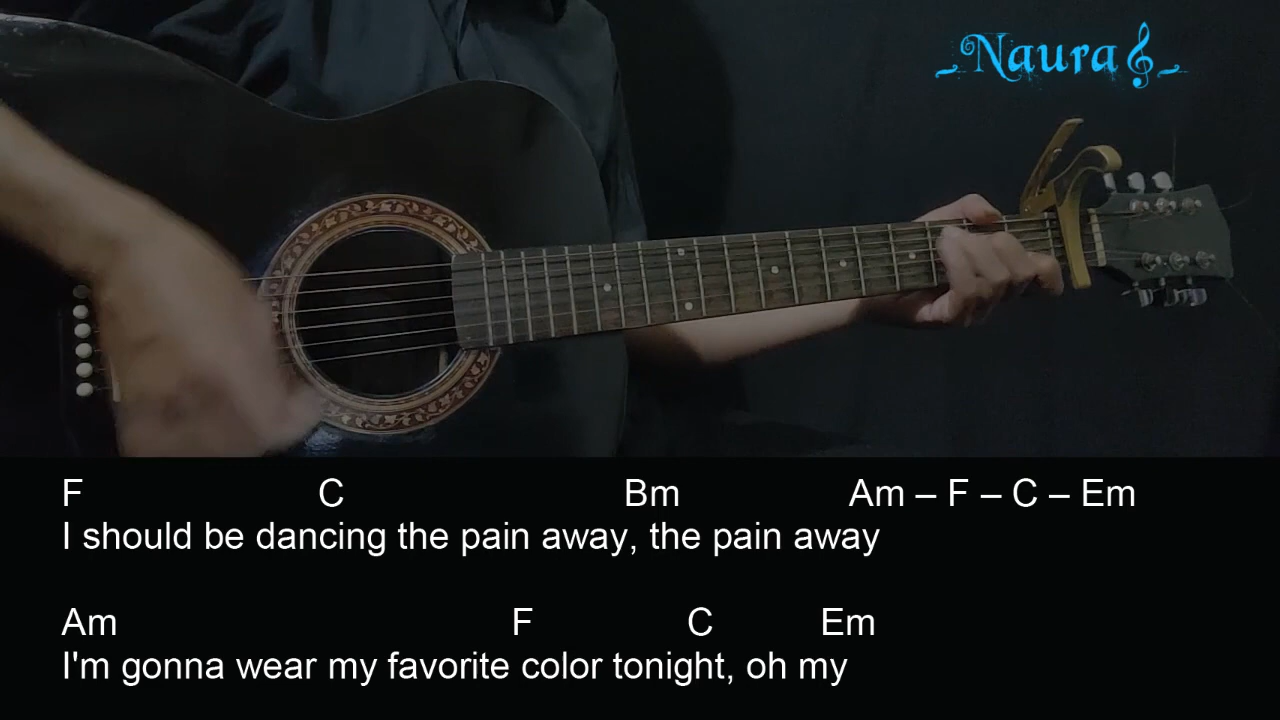 Naura
F C Bm Am – F – C – Em
I should be dancing the pain away, the pain away
Am F C Em
I'm gonna wear my favorite color tonight, oh my